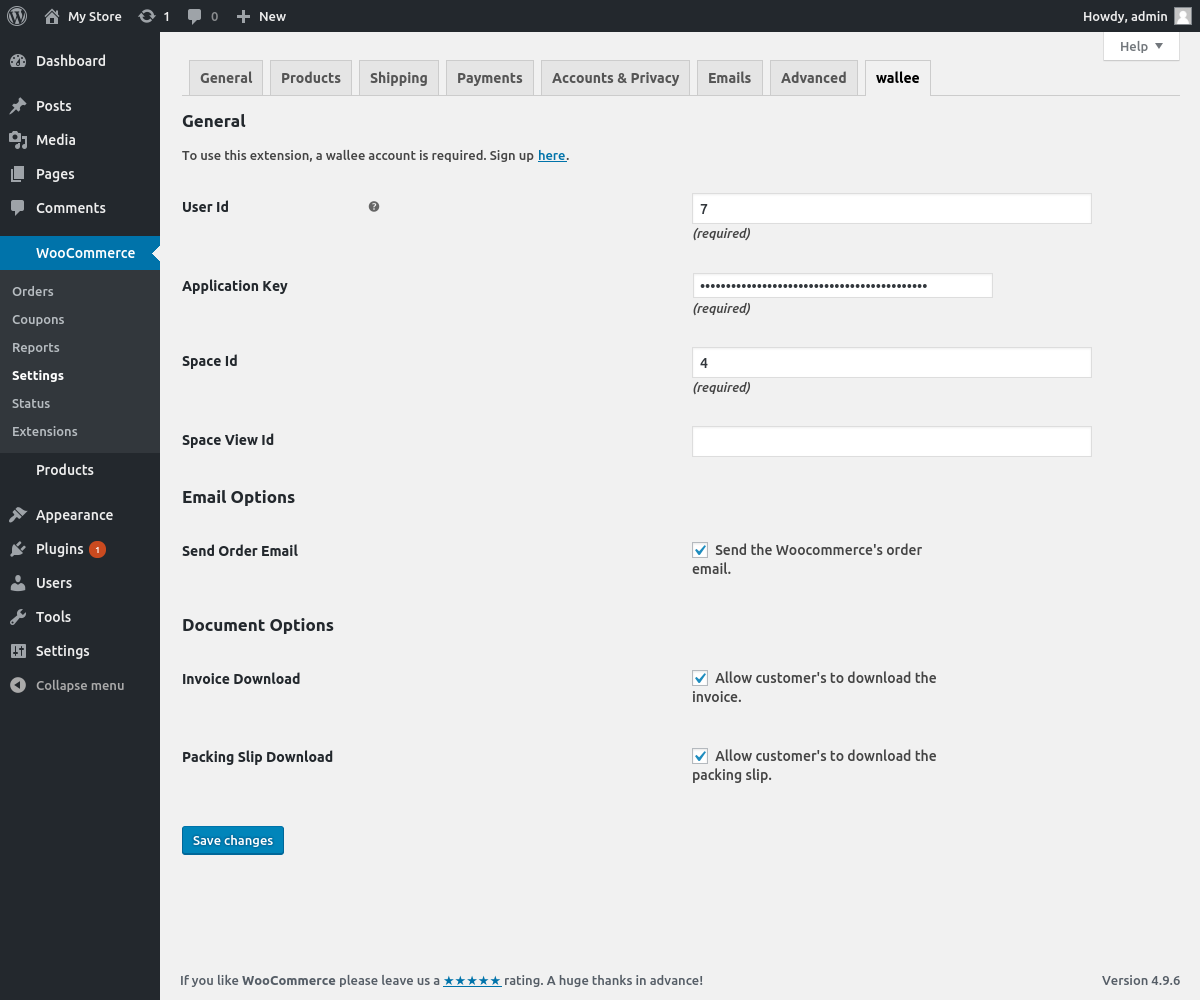 My Store 1 0 New Howdy, admin
Help
Dashboard
Posts
Media
Pages
Comments
WooCommerce
Orders
Coupons
Reports
Settings
Status
Extensions
Products
Appearance
Plugins 1
Users
Tools
Settings
Collapse menu
General Products Shipping Payments Accounts & Privacy Emails Advanced wallee
General
To use this extension, a wallee account is required. Sign up here.
User Id ? 7
(required)
Application Key ••••••••••••••••••••••••••••••••••••••••••••
(required)
Space Id 4
(required)
Space View Id
Email Options
Send Order Email Send the Woocommerce's order
email.
Document Options
Invoice Download Allow customer's to download the
invoice.
Packing Slip Download Allow customer's to download the
packing slip.
Save changes
If you like WooCommerce please leave us a ★★★★★ rating. A huge thanks in advance! Version 4.9.6